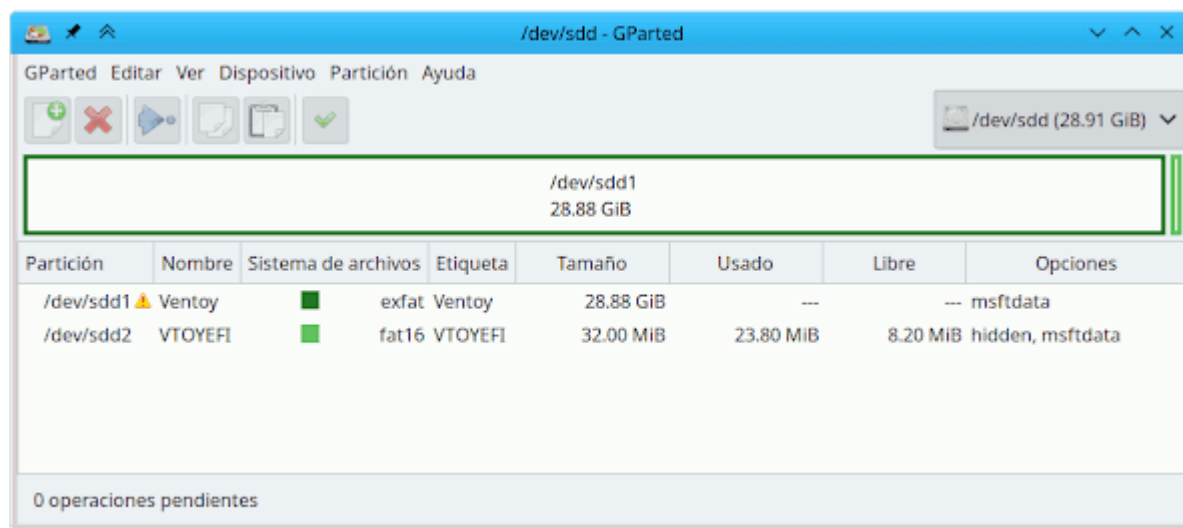 /dev/sdd - GParted
GParted Editar Ver Dispositivo Partición Ayuda
/dev/sdd (28.91 GiB)
/dev/sdd1
28.88 GiB
Partición Nombre Sistema de archivos Etiqueta Tamaño Usado Libre Opciones
/dev/sdd1 Ventoy exfat Ventoy 28.88 GiB --- --- msftdata
/dev/sdd2 VTOYEFI fat16 VTOYEFI 32.00 MiB 23.80 MiB 8.20 MiB hidden, msftdata
0 operaciones pendientes